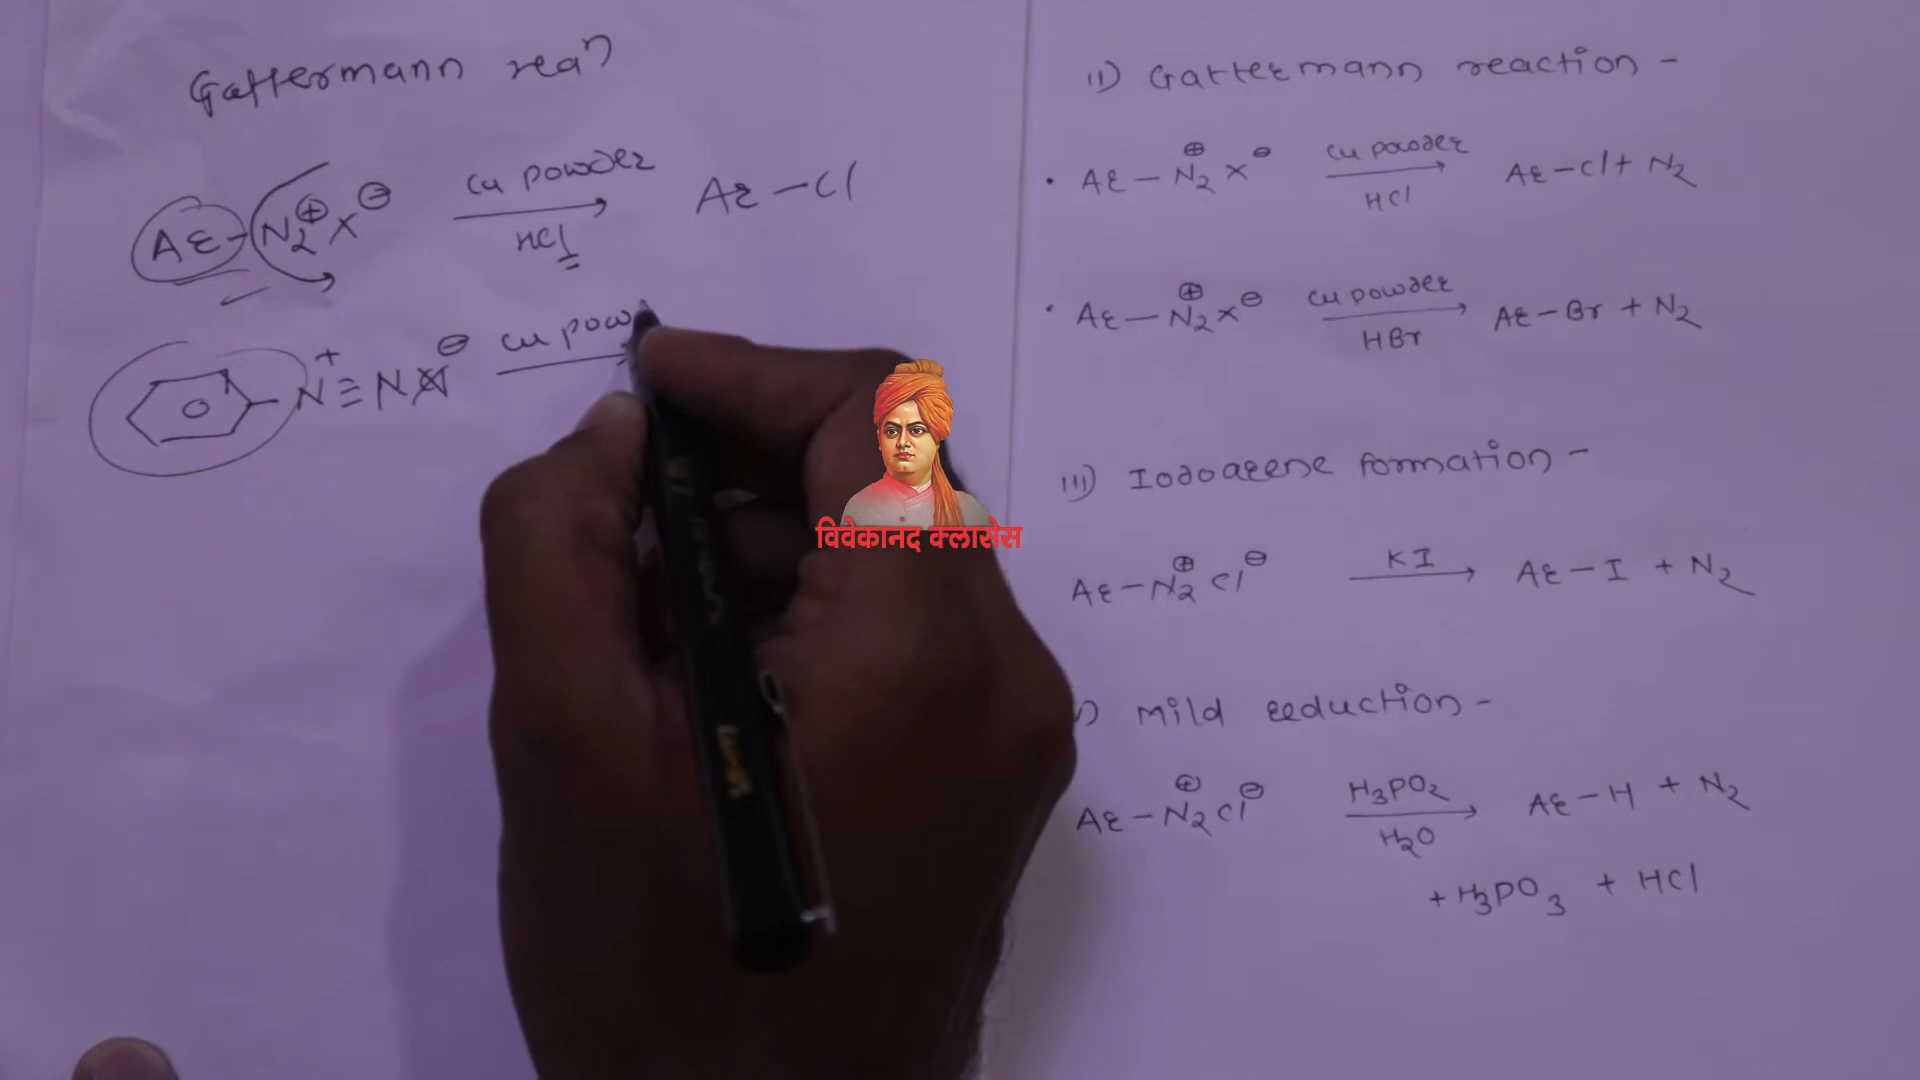 Gattermann reaⁿ
Ar-N₂⊕X⊖ Cu powder Ar-Cl
HCl
N⁺≡NX⊖ Cu pow
विवेकानंद क्लासेस
II) Gattermann reaction -
• Ar-N₂⊕X⊖ Cu powder Ar-Cl + N₂
HCl
• Ar-N₂⊕X⊖ Cu powder Ar-Br + N₂
HBr
III) Iodoarene formation -
Ar-N₂⊕Cl⊖ KI Ar-I + N₂
) Mild reduction -
Ar-N₂⊕Cl⊖ H₃PO₂ Ar-H + N₂
H₂O
+ H₃PO₃ + HCl